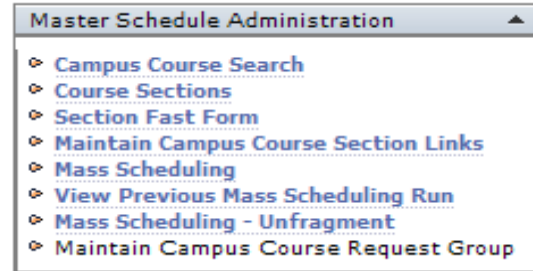 Master Schedule Administration
Campus Course Search
Course Sections
Section Fast Form
Maintain Campus Course Section Links
Mass Scheduling
View Previous Mass Scheduling Run
Mass Scheduling - Unfragment
Maintain Campus Course Request Group